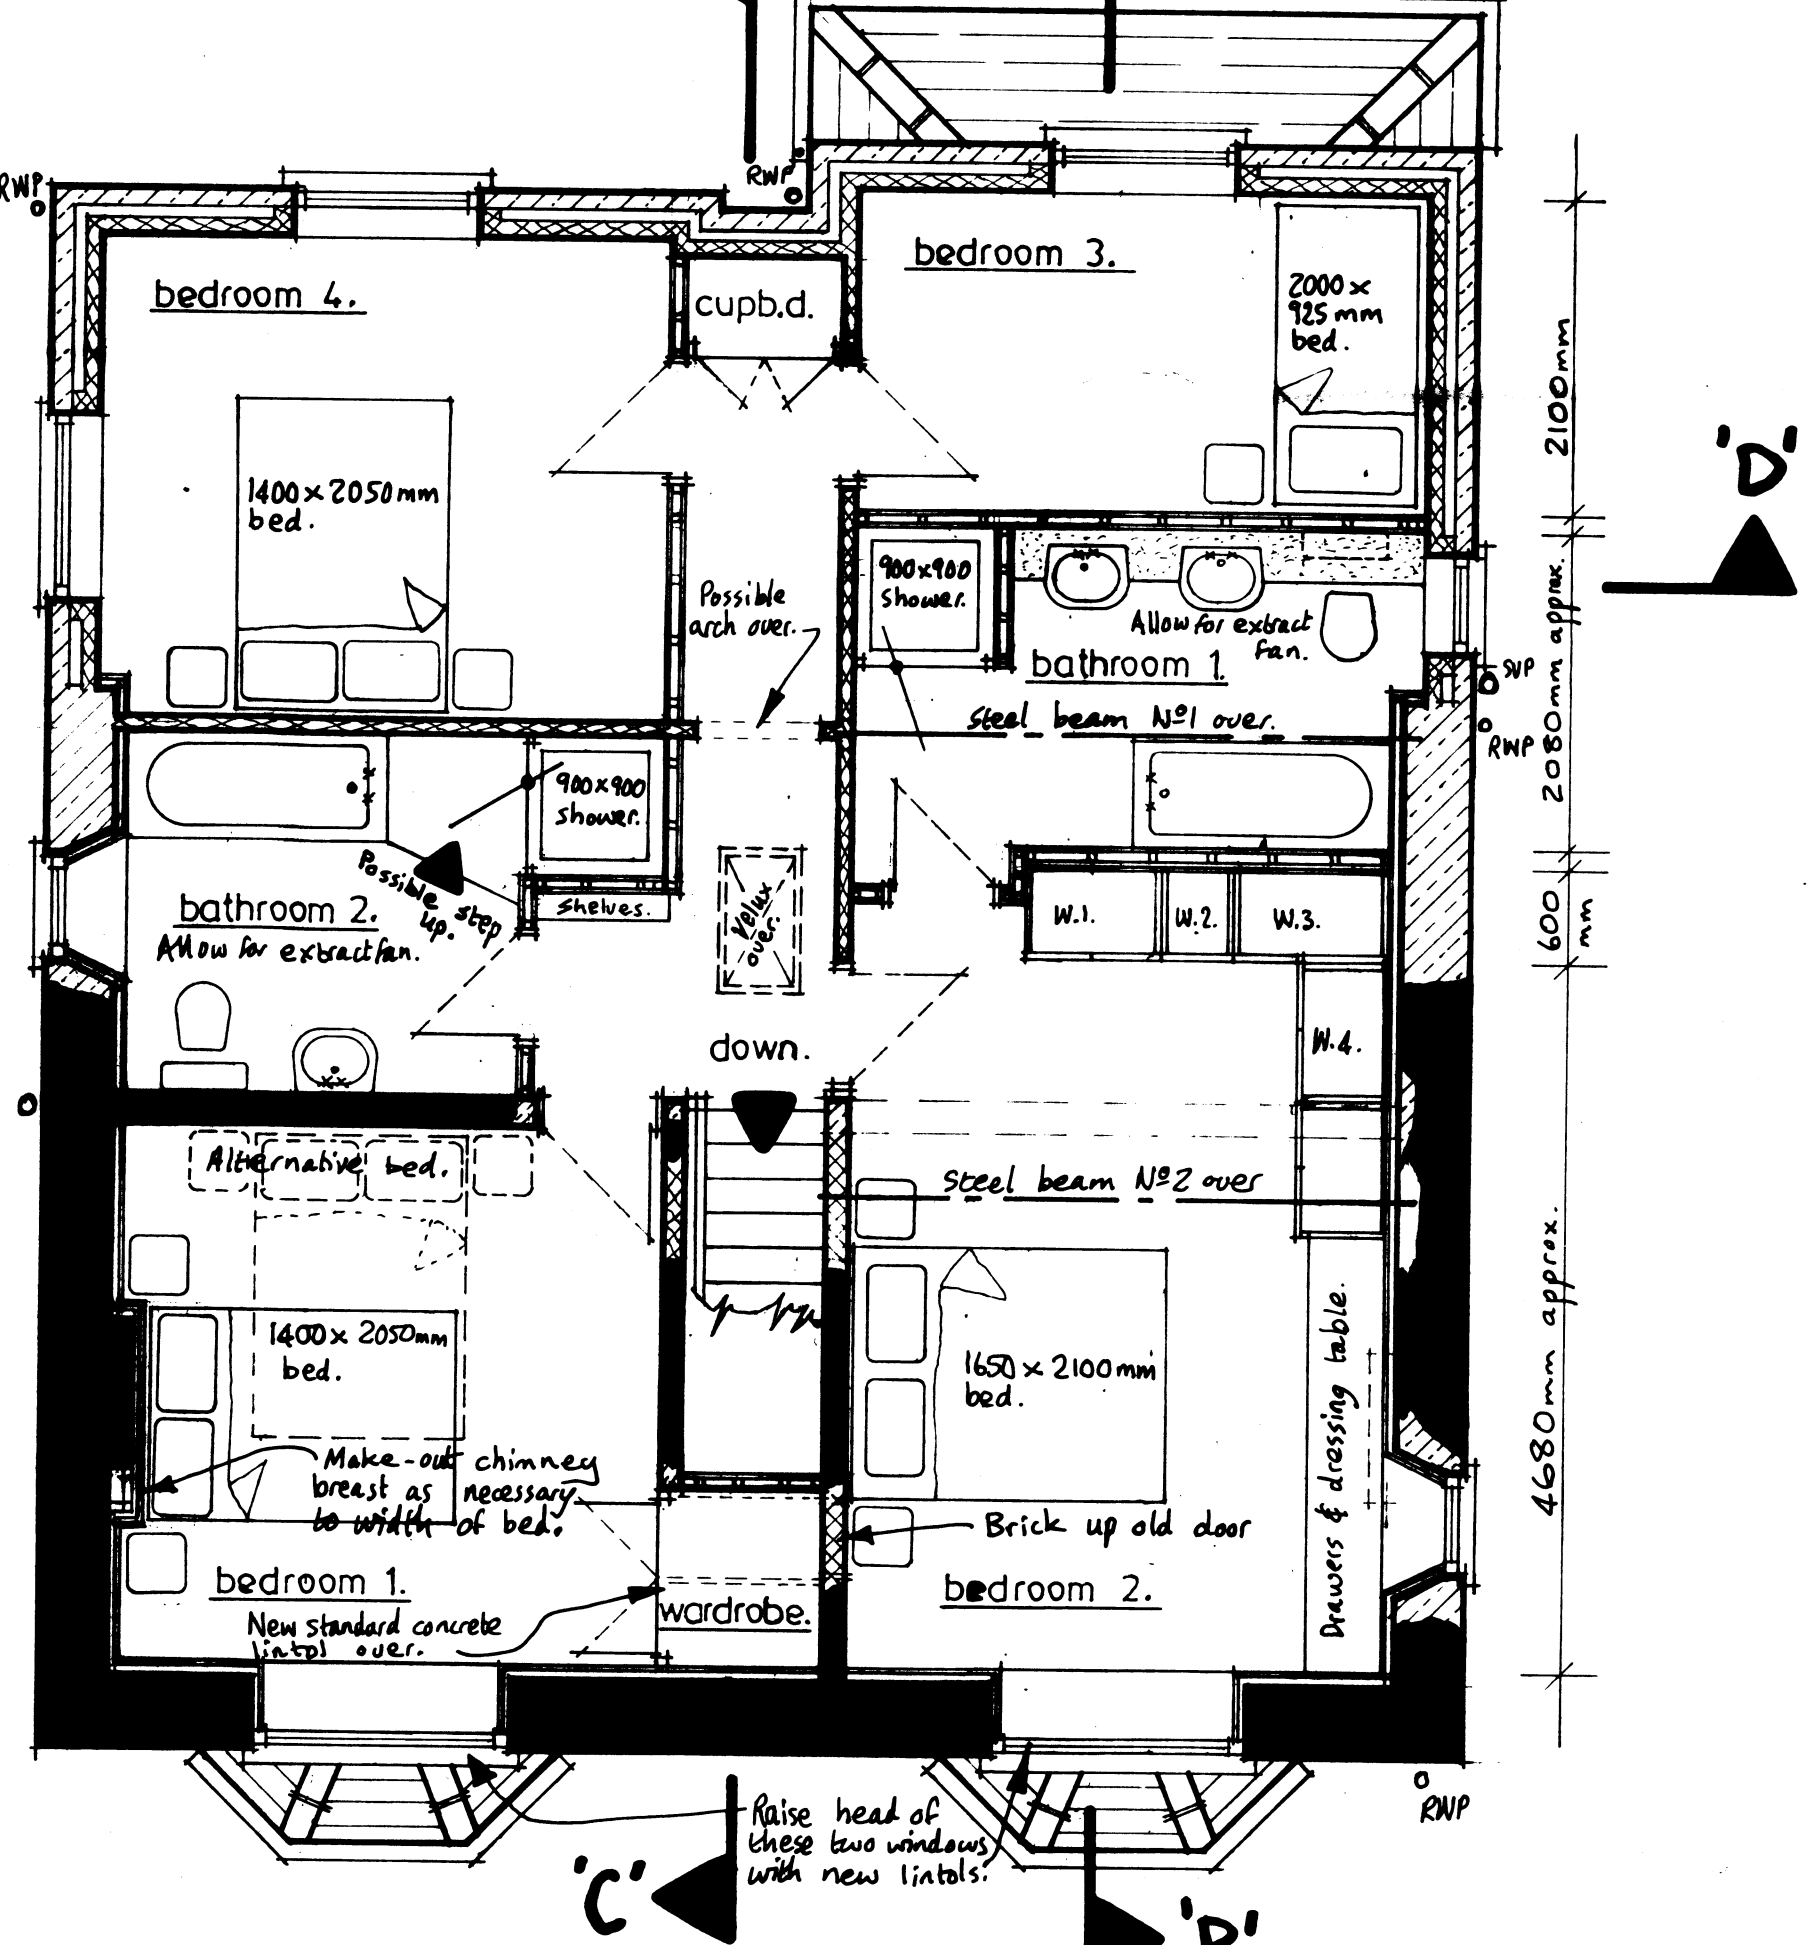 RWP
RWP
bedroom 4.
cupb.d.
bedroom 3.
2000 x
925 mm
bed.
2100mm
'D'
1400 x 2050 mm
bed.
Possible
arch over.
900x900
shower.
Allow for extract
fan.
bathroom 1.
SVP
RWP
Steel beam Nº1 over.
2080mm approx.
900x900
shower.
Possible step
up.
bathroom 2.
Allow for extract fan.
Shelves.
Velux
over.
W.1.
W.2.
W.3.
600
mm
W.4.
down.
Alternative bed.
Steel beam Nº2 over
1400 x 2050mm
bed.
1650 x 2100mm
bed.
Drawers & dressing table.
4680mm approx.
Make-out chimney
breast as necessary
to width of bed.
Brick up old door
bedroom 1.
New standard concrete
lintol over.
wardrobe.
bedroom 2.
RWP
Raise head of
these two windows
with new lintols.
'C'
'D'